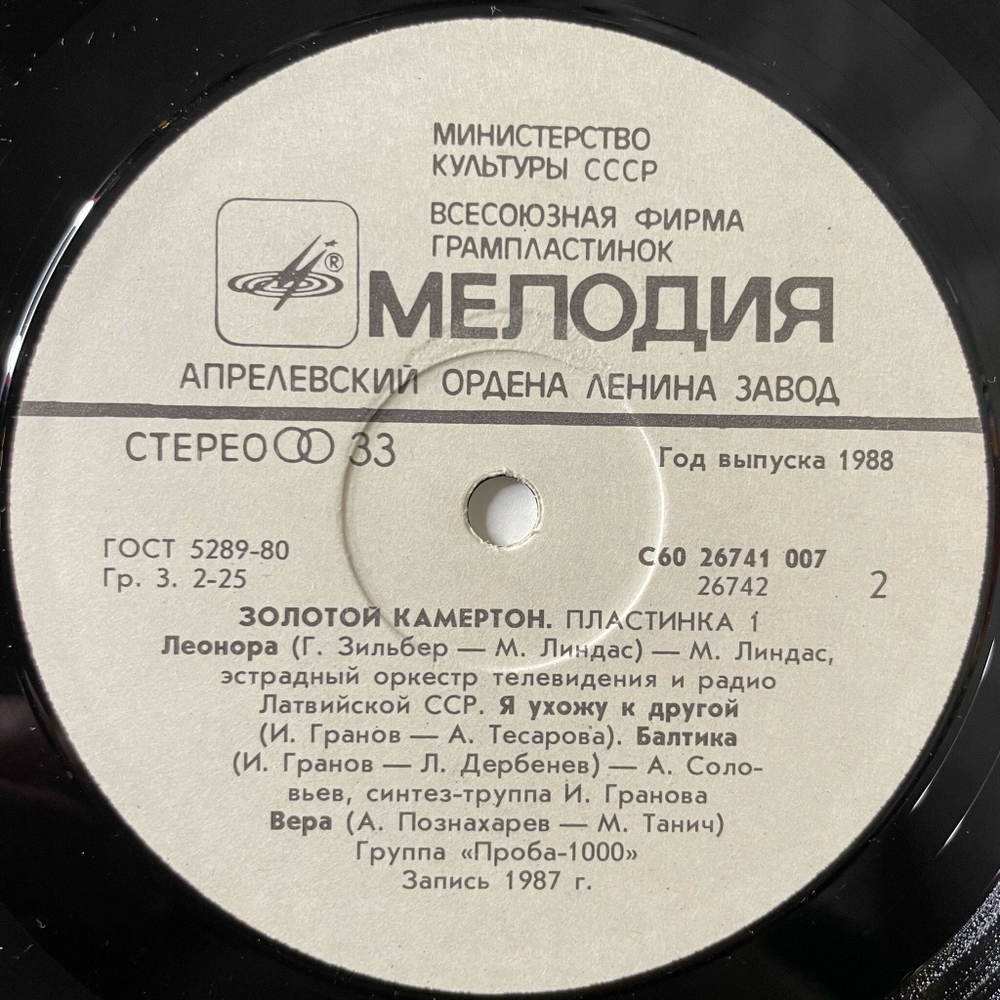 МИНИСТЕРСТВО
КУЛЬТУРЫ СССР
ВСЕСОЮЗНАЯ ФИРМА
ГРАМПЛАСТИНОК
®
МЕЛОДИЯ
АПРЕЛЕВСКИЙ ОРДЕНА ЛЕНИНА ЗАВОД
СТЕРЕО 33
Год выпуска 1988
ГОСТ 5289-80
Гр. 3. 2-25
С60 26741 007
26742
2
ЗОЛОТОЙ КАМЕРТОН. ПЛАСТИНКА 1
Леонора (Г. Зильбер — М. Линдас) — М. Линдас,
эстрадный оркестр телевидения и радио
Латвийской ССР. Я ухожу к другой
(И. Гранов — А. Тесарова). Балтика
(И. Гранов — Л. Дербенев) — А. Соло-
вьев, синтез-труппа И. Гранова
Вера (А. Познахарев — М. Танич)
Группа «Проба-1000»
Запись 1987 г.